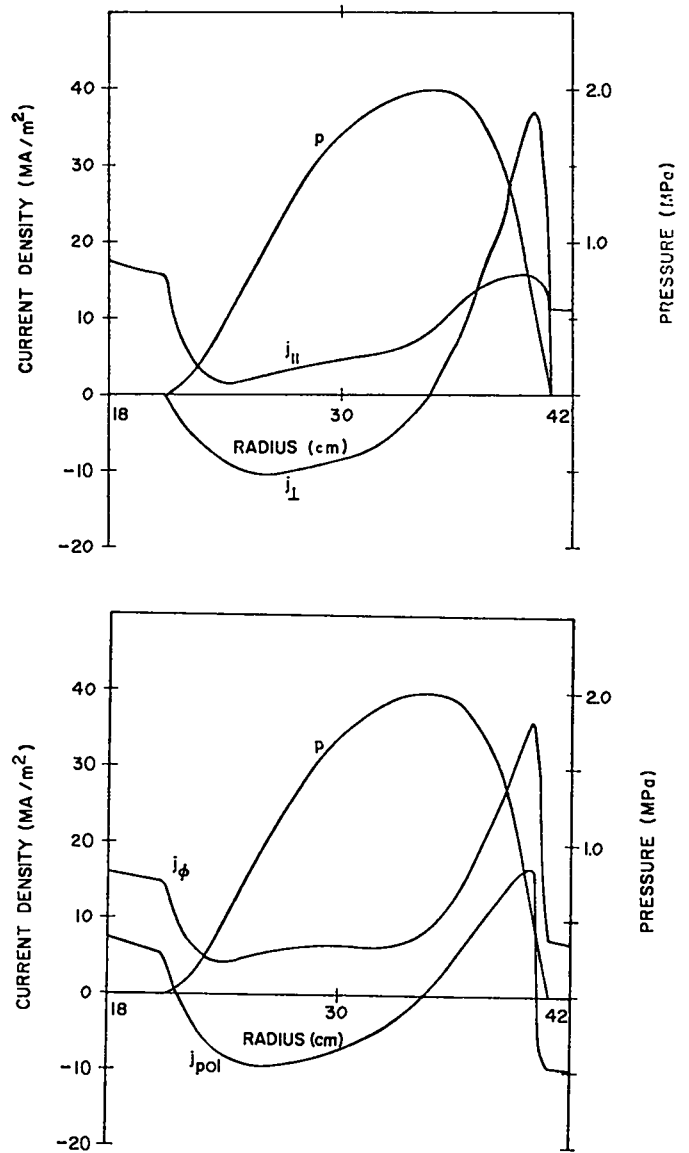 CURRENT DENSITY (MA/m²)
40
30
20
10
0
-10
-20
18
30
42
RADIUS (cm)
p
j||
j⊥
2.0
1.0
PRESSURE (MPa)
CURRENT DENSITY (MA/m²)
40
30
20
10
0
-10
-20
18
30
42
RADIUS (cm)
p
jϕ
jpol
2.0
1.0
PRESSURE (MPa)